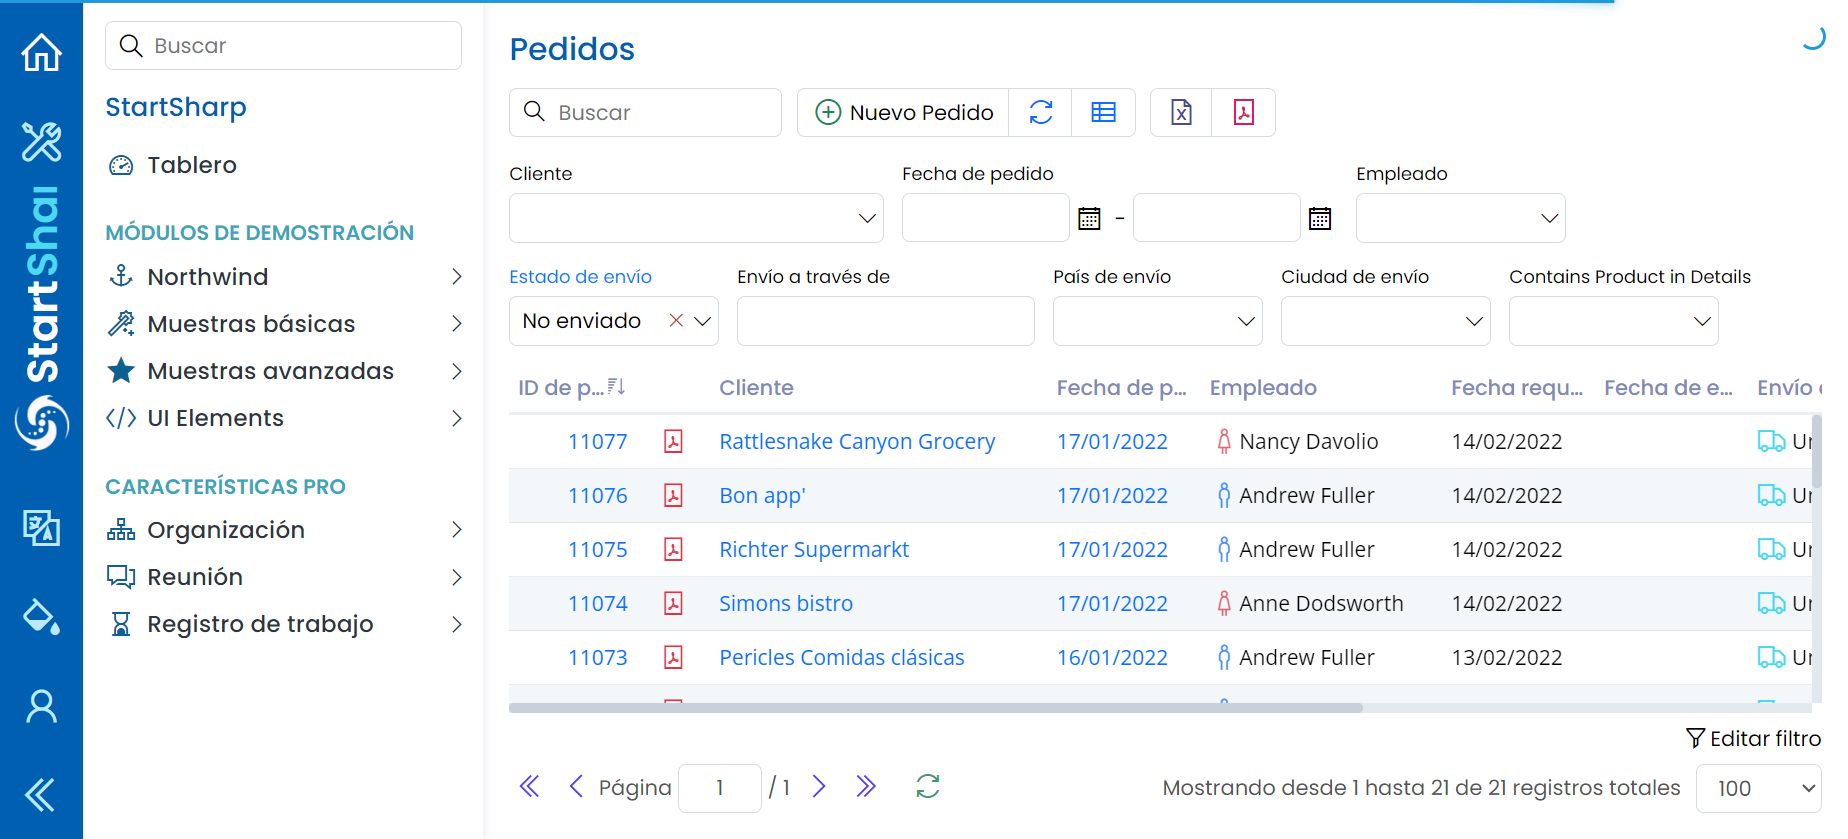 Buscar
StartSharp
Tablero
MÓDULOS DE DEMOSTRACIÓN
Northwind
Muestras básicas
Muestras avanzadas
UI Elements
CARACTERÍSTICAS PRO
Organización
Reunión
Registro de trabajo
Pedidos
Buscar
Nuevo Pedido
Cliente
Fecha de pedido
Empleado
-
Estado de envío
Envío a través de
País de envío
Ciudad de envío
Contains Product in Details
No enviado
ID de p... Cliente Fecha de p... Empleado Fecha requ... Fecha de e... Envío
11077 Rattlesnake Canyon Grocery 17/01/2022 Nancy Davolio 14/02/2022
11076 Bon app' 17/01/2022 Andrew Fuller 14/02/2022
11075 Richter Supermarkt 17/01/2022 Andrew Fuller 14/02/2022
11074 Simons bistro 17/01/2022 Anne Dodsworth 14/02/2022
11073 Pericles Comidas clásicas 16/01/2022 Andrew Fuller 13/02/2022
Editar filtro
Página 1 / 1
Mostrando desde 1 hasta 21 de 21 registros totales 100